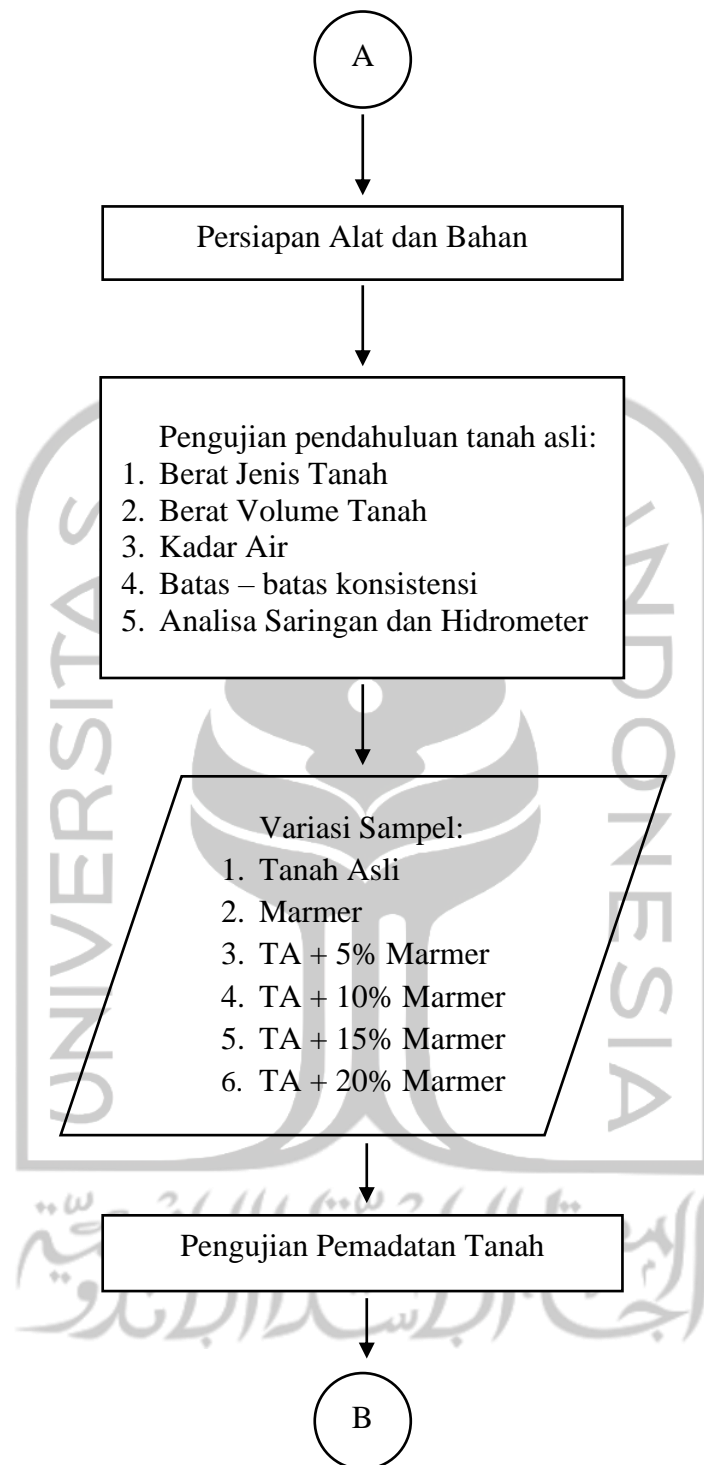 A
Persiapan Alat dan Bahan
Pengujian pendahuluan tanah asli:
1. Berat Jenis Tanah
2. Berat Volume Tanah
3. Kadar Air
4. Batas – batas konsistensi
5. Analisa Saringan dan Hidrometer
Variasi Sampel:
1. Tanah Asli
2. Marmer
3. TA + 5% Marmer
4. TA + 10% Marmer
5. TA + 15% Marmer
6. TA + 20% Marmer
Pengujian Pemadatan Tanah
B
UNIVERSITAS
INDONESIA